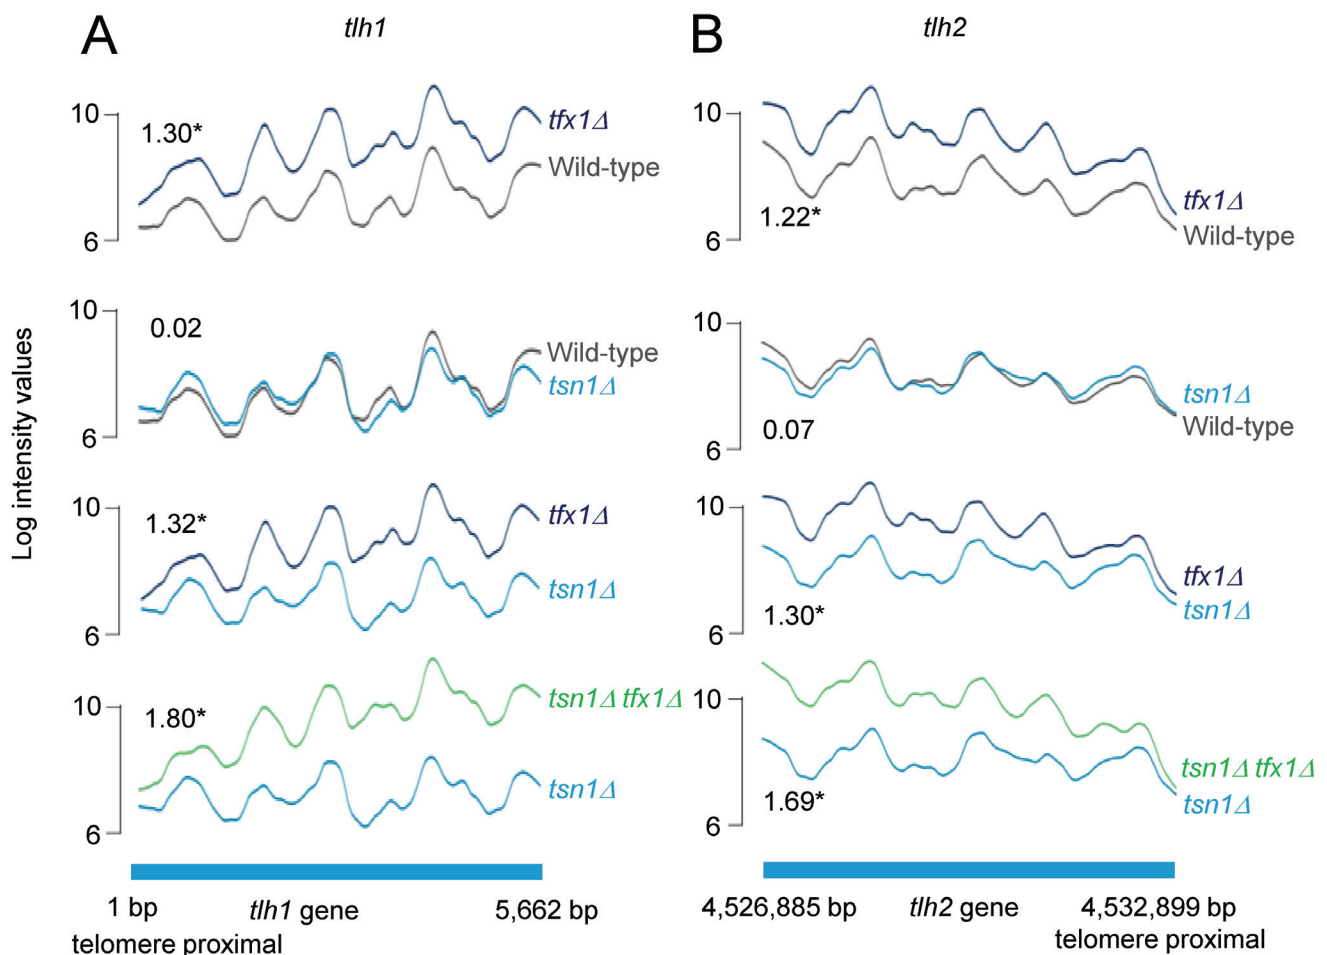 A
tlh1
B
tlh2
Log intensity values
10
1.30*
tfx1Δ
Wild-type
6
10
1.22*
tfx1Δ
Wild-type
6
10
0.02
Wild-type
tsn1Δ
6
10
0.07
tsn1Δ
Wild-type
6
10
1.32*
tfx1Δ
tsn1Δ
6
10
1.30*
tfx1Δ
tsn1Δ
6
10
1.80*
tsn1Δ tfx1Δ
tsn1Δ
6
10
1.69*
tsn1Δ tfx1Δ
tsn1Δ
6
1 bp
tlh1 gene
5,662 bp
telomere proximal
4,526,885 bp
tlh2 gene
4,532,899 bp
telomere proximal